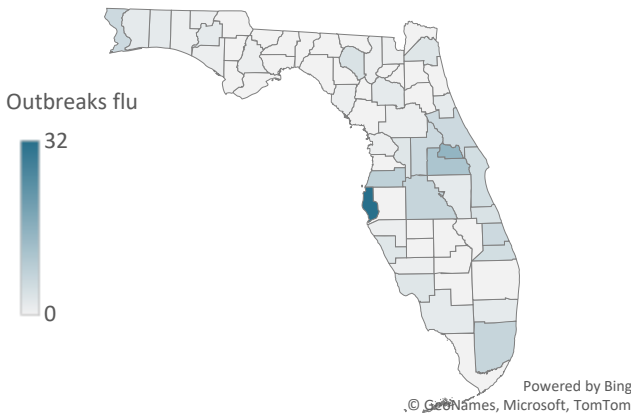 Outbreaks flu
32
0
Powered by Bing
© GeoNames, Microsoft, TomTom